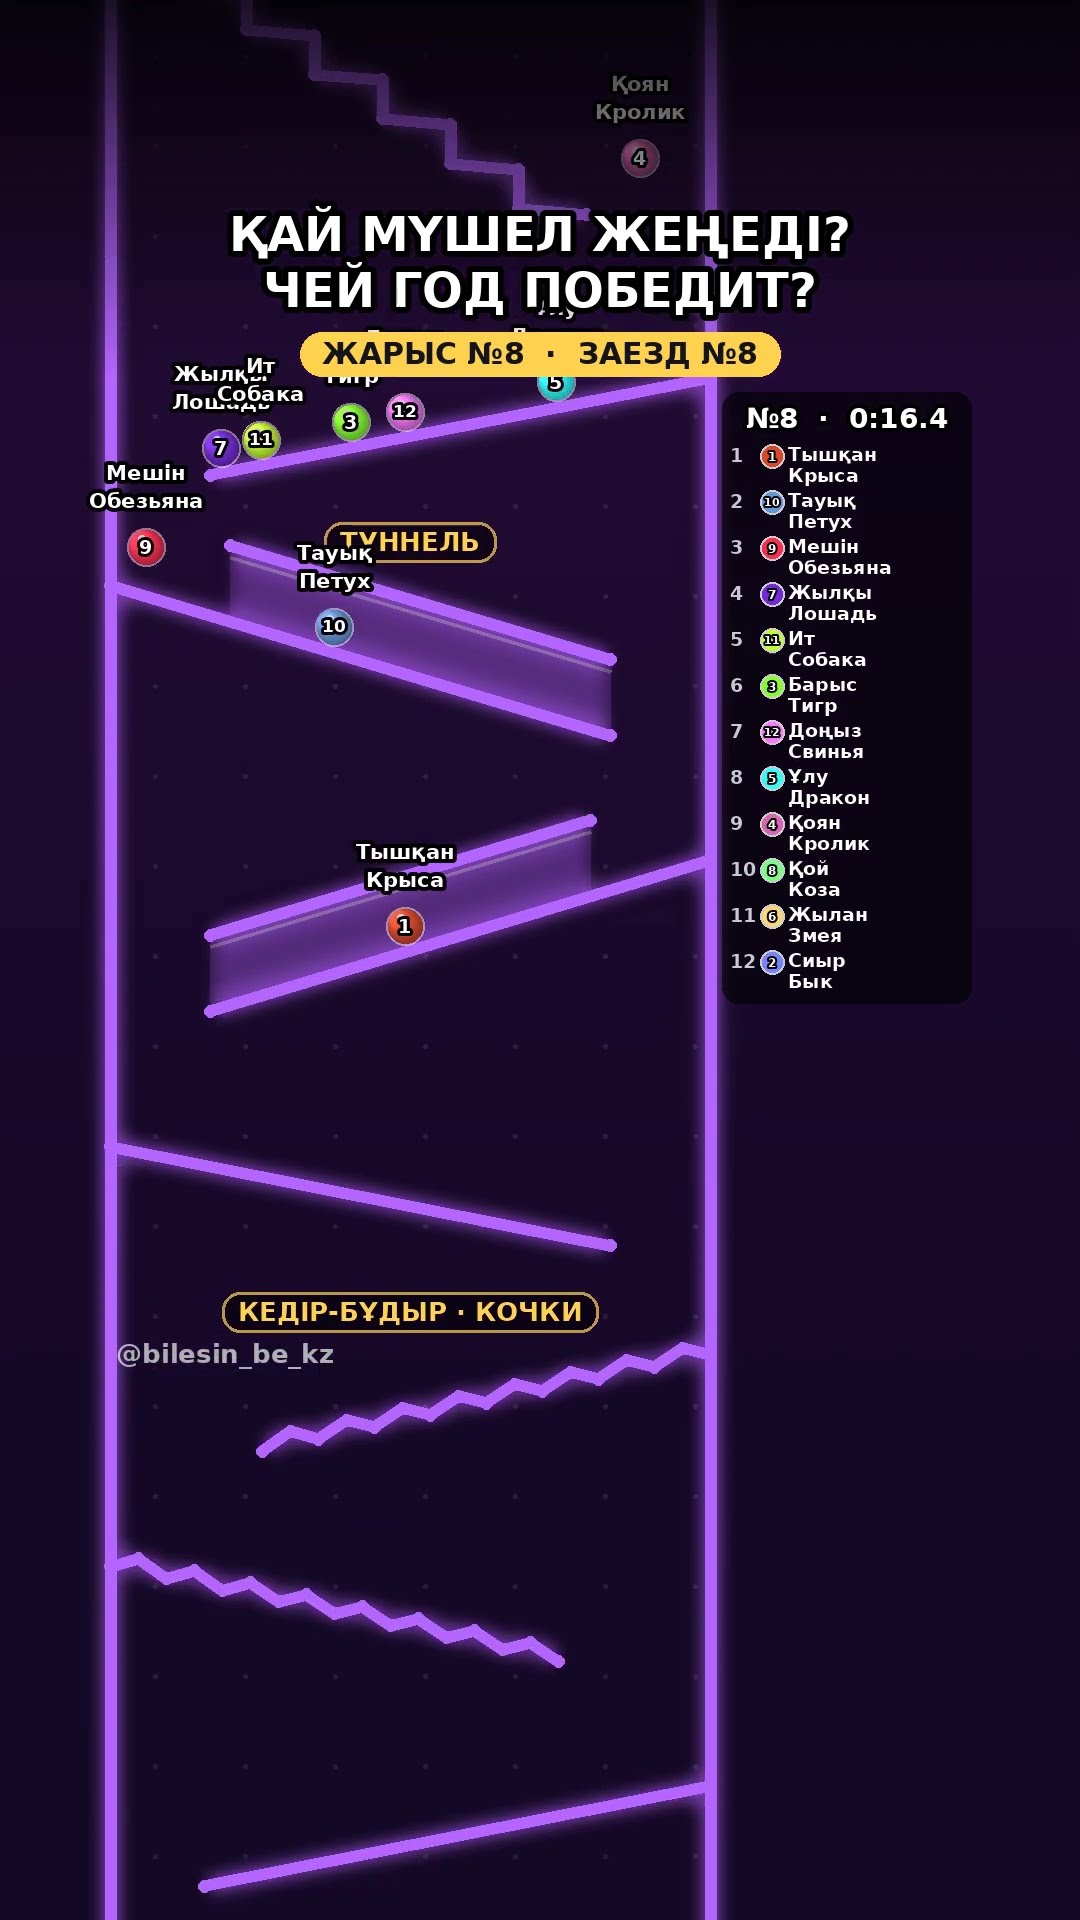 Қоян
Кролик
4
ҚАЙ МҮШЕЛ ЖЕҢЕДІ?
ЧЕЙ ГОД ПОБЕДИТ?
ЖАРЫС №8 · ЗАЕЗД №8
5
Жылқы
Лошадь
7
Ит
Собака
11
Тигр
3
12
Мешін
Обезьяна
9
ТУННЕЛЬ
Тауық
Петух
10
Тышқан
Крыса
1
№8 · 0:16.4
1 1 Тышқан
Крыса
2 10 Тауық
Петух
3 9 Мешін
Обезьяна
4 7 Жылқы
Лошадь
5 11 Ит
Собака
6 3 Барыс
Тигр
7 12 Доңыз
Свинья
8 5 Ұлу
Дракон
9 4 Қоян
Кролик
10 8 Қой
Коза
11 6 Жылан
Змея
12 2 Сиыр
Бык
КЕДІР-БҰДЫР · КОЧКИ
@bilesin_be_kz